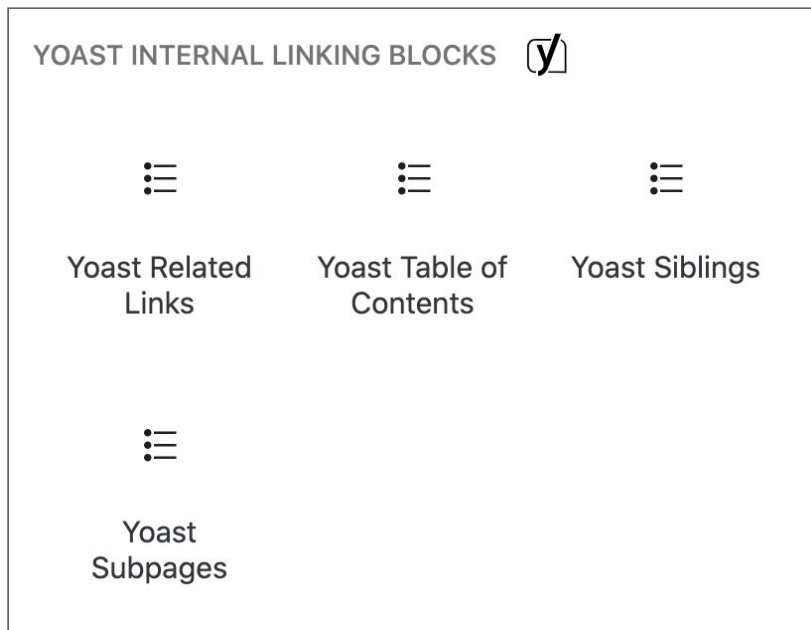 YOAST INTERNAL LINKING BLOCKS y
Yoast Related
Links
Yoast Table of
Contents
Yoast Siblings
Yoast
Subpages